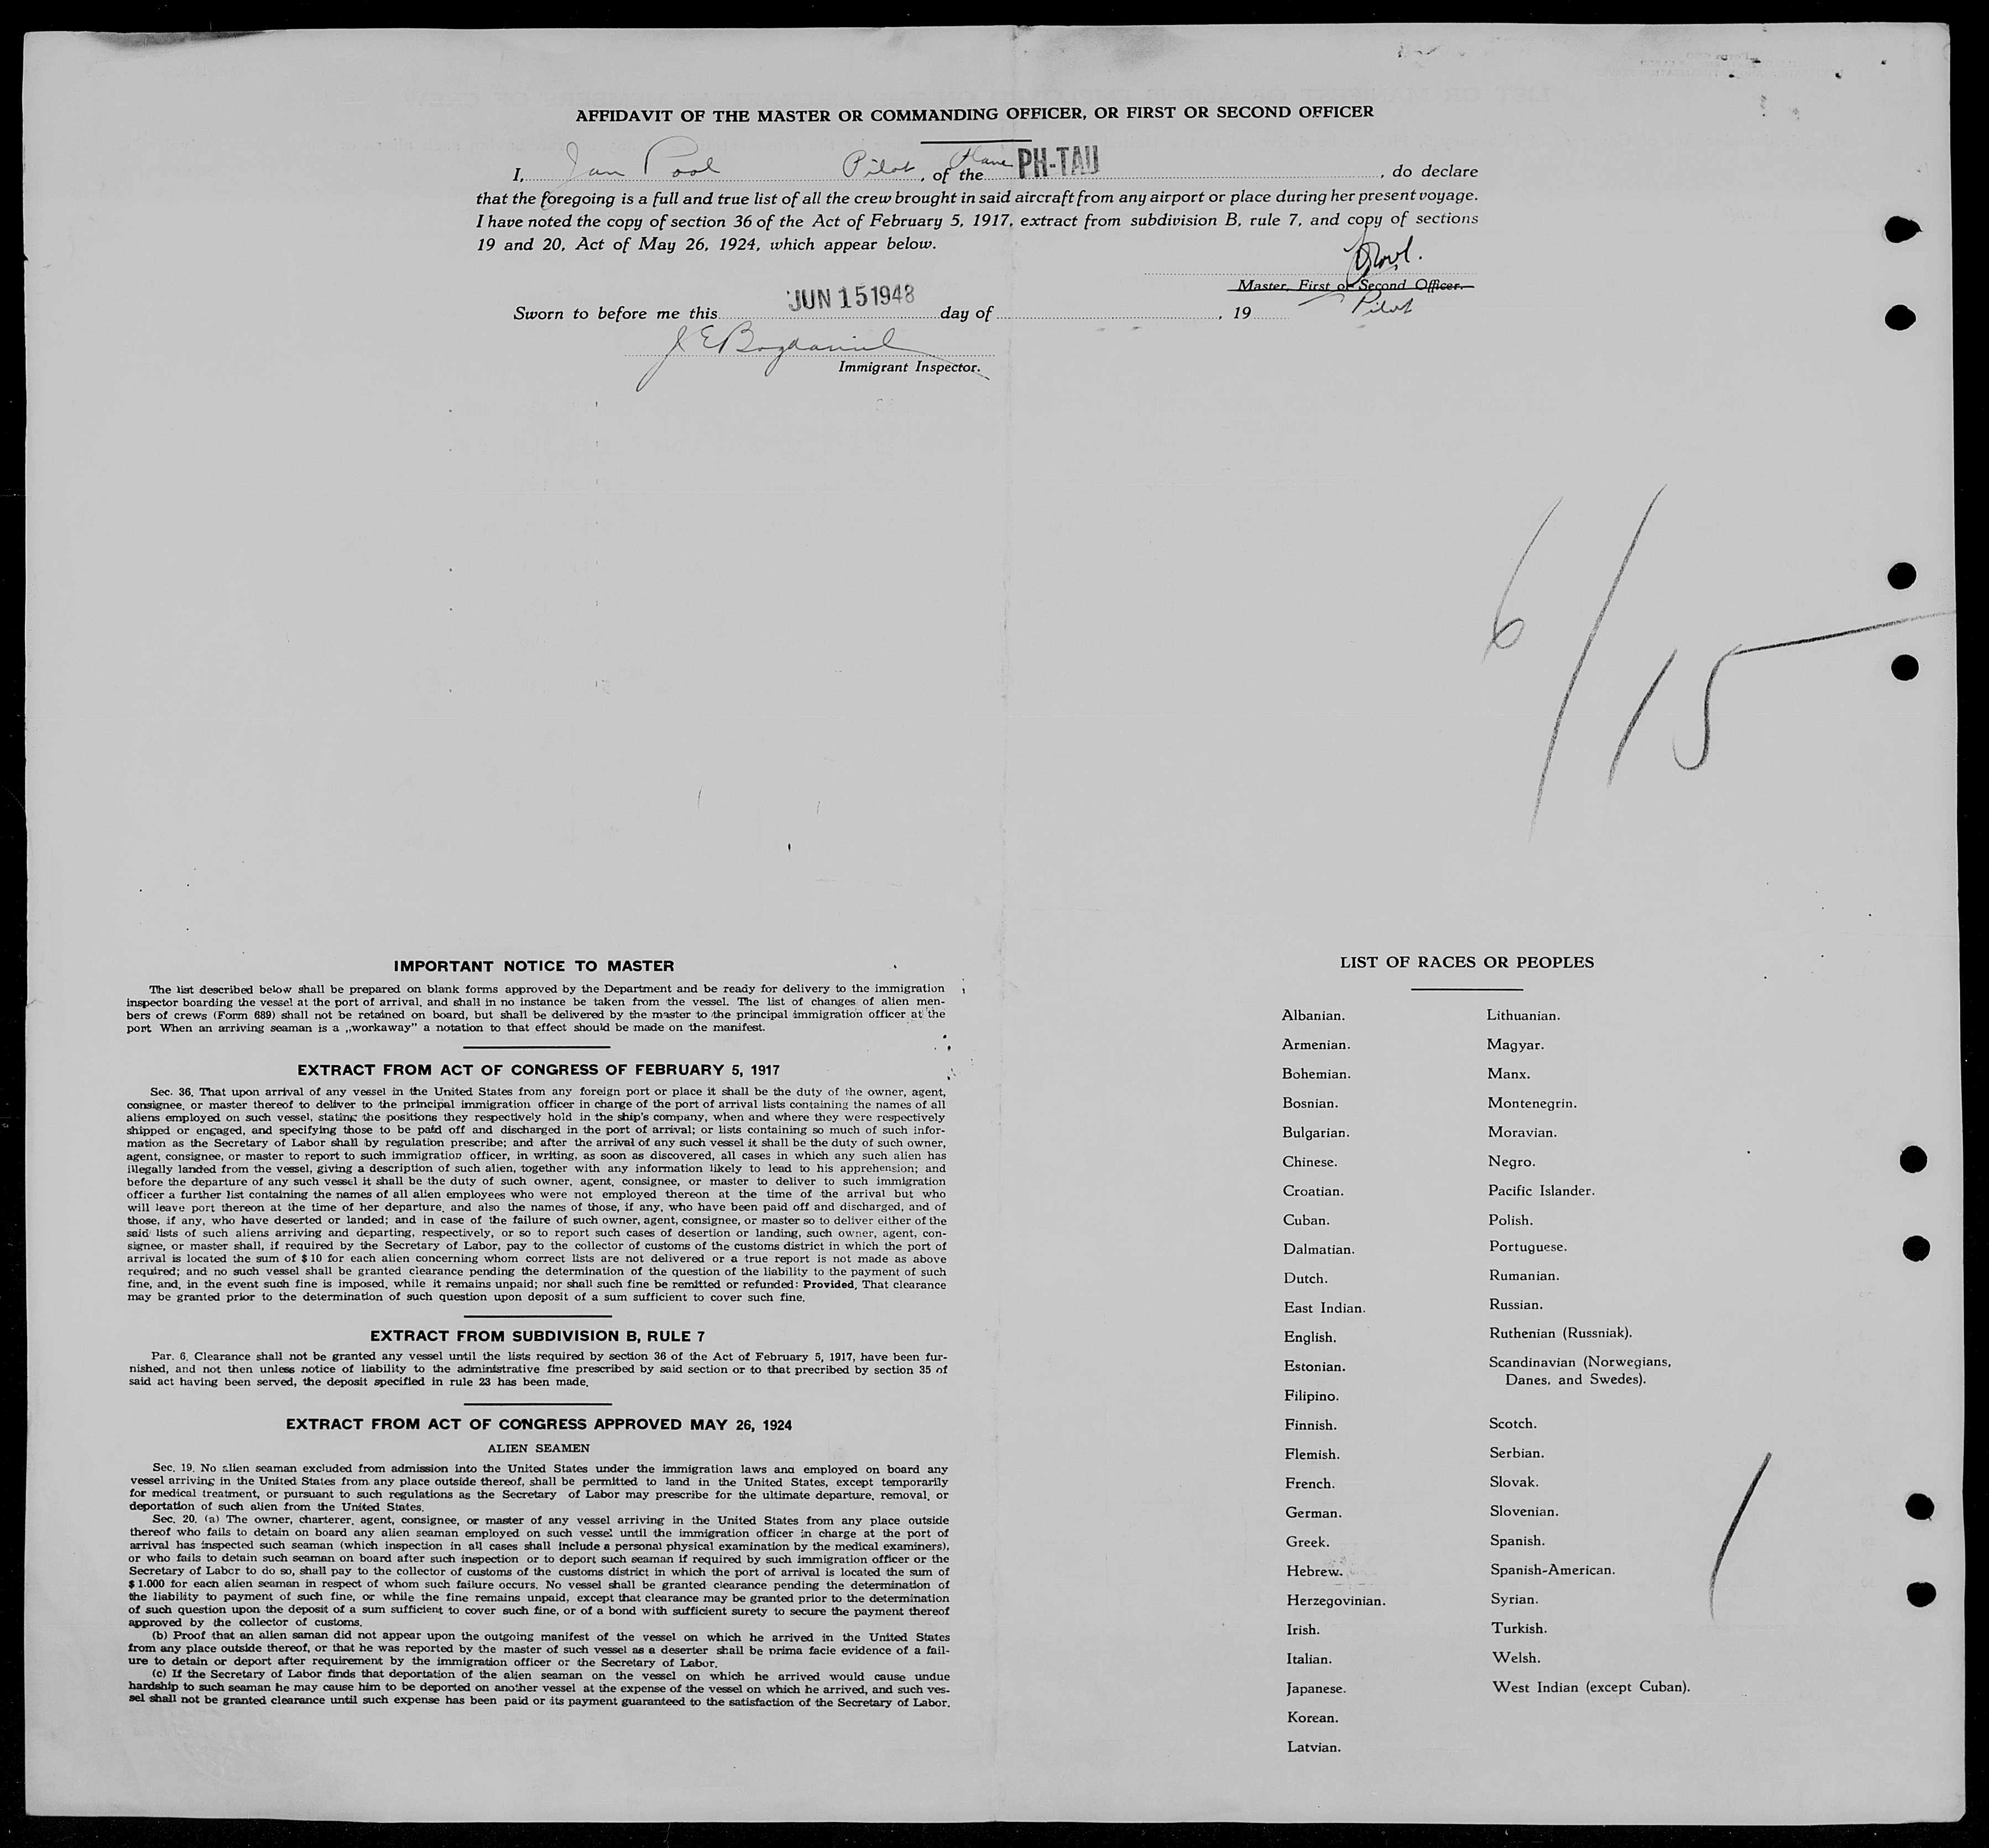 AFFIDAVIT OF THE MASTER OR COMMANDING OFFICER, OR FIRST OR SECOND OFFICER
I, Jan Pool Pilot, of the Plane PH-TAU, do declare
that the foregoing is a full and true list of all the crew brought in said aircraft from any airport or place during her present voyage.
I have noted the copy of section 36 of the Act of February 5, 1917, extract from subdivision B, rule 7, and copy of sections
19 and 20, Act of May 26, 1924, which appear below.
Master, First or Second Officer.
Pilot
Sworn to before me this JUN 15 1948 day of , 19
Immigrant Inspector.
6/15
IMPORTANT NOTICE TO MASTER
The list described below shall be prepared on blank forms approved by the Department and be ready for delivery to the immigration
inspector boarding the vessel at the port of arrival, and shall in no instance be taken from the vessel. The list of changes of alien men-
bers of crews (Form 689) shall not be retained on board, but shall be delivered by the master to the principal immigration officer at the
port. When an arriving seaman is a „workaway” a notation to that effect should be made on the manifest.
EXTRACT FROM ACT OF CONGRESS OF FEBRUARY 5, 1917
Sec. 36. That upon arrival of any vessel in the United States from any foreign port or place it shall be the duty of the owner, agent,
consignee, or master thereof to deliver to the principal immigration officer in charge of the port of arrival lists containing the names of all
aliens employed on such vessel, stating the positions they respectively hold in the ship's company, when and where they were respectively
shipped or engaged, and specifying those to be paid off and discharged in the port of arrival; or lists containing so much of such infor-
mation as the Secretary of Labor shall by regulation prescribe; and after the arrival of any such vessel it shall be the duty of such owner,
agent, consignee, or master to report to such immigration officer, in writing, as soon as discovered, all cases in which any such alien has
illegally landed from the vessel, giving a description of such alien, together with any information likely to lead to his apprehension; and
before the departure of any such vessel it shall be the duty of such owner, agent, consignee, or master to deliver to such immigration
officer a further list containing the names of all alien employees who were not employed thereon at the time of the arrival but who
will leave port thereon at the time of her departure, and also the names of those, if any, who have been paid off and discharged, and of
those, if any, who have deserted or landed; and in case of the failure of such owner, agent, consignee, or master so to deliver either of the
said lists of such aliens arriving and departing, respectively, or so to report such cases of desertion or landing, such owner, agent, con-
signee, or master shall, if required by the Secretary of Labor, pay to the collector of customs of the customs district in which the port of
arrival is located the sum of $ 10 for each alien concerning whom correct lists are not delivered or a true report is not made as above
required; and no such vessel shall be granted clearance pending the determination of the question of the liability to the payment of such
fine, and, in the event such fine is imposed, while it remains unpaid; nor shall such fine be remitted or refunded: Provided, That clearance
may be granted prior to the determination of such question upon deposit of a sum sufficient to cover such fine.
EXTRACT FROM SUBDIVISION B, RULE 7
Par. 6. Clearance shall not be granted any vessel until the lists required by section 36 of the Act of February 5, 1917, have been fur-
nished, and not then unless notice of liability to the administrative fine prescribed by said section or to that precribed by section 35 of
said act having been served, the deposit specified in rule 23 has been made.
EXTRACT FROM ACT OF CONGRESS APPROVED MAY 26, 1924
ALIEN SEAMEN
Sec. 19. No alien seaman excluded from admission into the United States under the immigration laws and employed on board any
vessel arriving in the United States from any place outside thereof, shall be permitted to land in the United States, except temporarily
for medical treatment, or pursuant to such regulations as the Secretary of Labor may prescribe for the ultimate departure, removal, or
deportation of such alien from the United States.
Sec. 20. (a) The owner, charterer, agent, consignee, or master of any vessel arriving in the United States from any place outside
thereof who fails to detain on board any alien seaman employed on such vessel until the immigration officer in charge at the port of
arrival has inspected such seaman (which inspection in all cases shall include a personal physical examination by the medical examiners),
or who fails to detain such seaman on board after such inspection or to deport such seaman if required by such immigration officer or the
Secretary of Labor to do so, shall pay to the collector of customs of the customs district in which the port of arrival is located the sum of
$ 1.000 for each alien seaman in respect of whom such failure occurs. No vessel shall be granted clearance pending the determination of
the liability to payment of such fine, or while the fine remains unpaid, except that clearance may be granted prior to the determination
of such question upon the deposit of a sum sufficient to cover such fine, or of a bond with sufficient surety to secure the payment thereof
approved by the collector of customs.
(b) Proof that an alien saman did not appear upon the outgoing manifest of the vessel on which he arrived in the United States
from any place outside thereof, or that he was reported by the master of such vessel as a deserter shall be prima facie evidence of a fail-
ure to detain or deport after requirement by the immigration officer or the Secretary of Labor.
(c) If the Secretary of Labor finds that deportation of the alien seaman on the vessel on which he arrived would cause undue
hardship to such seaman he may cause him to be deported on another vessel at the expense of the vessel on which he arrived, and such ves-
sel shall not be granted clearance until such expense has been paid or its payment guaranteed to the satisfaction of the Secretary of Labor.
LIST OF RACES OR PEOPLES
Albanian.
Armenian.
Bohemian.
Bosnian.
Bulgarian.
Chinese.
Croatian.
Cuban.
Dalmatian.
Dutch.
East Indian.
English.
Estonian.
Filipino.
Finnish.
Flemish.
French.
German.
Greek.
Hebrew.
Herzegovinian.
Irish.
Italian.
Japanese.
Korean.
Latvian.
Lithuanian.
Magyar.
Manx.
Montenegrin.
Moravian.
Negro.
Pacific Islander.
Polish.
Portuguese.
Rumanian.
Russian.
Ruthenian (Russniak).
Scandinavian (Norwegians,
Danes, and Swedes).
Scotch.
Serbian.
Slovak.
Slovenian.
Spanish.
Spanish-American.
Syrian.
Turkish.
Welsh.
West Indian (except Cuban).